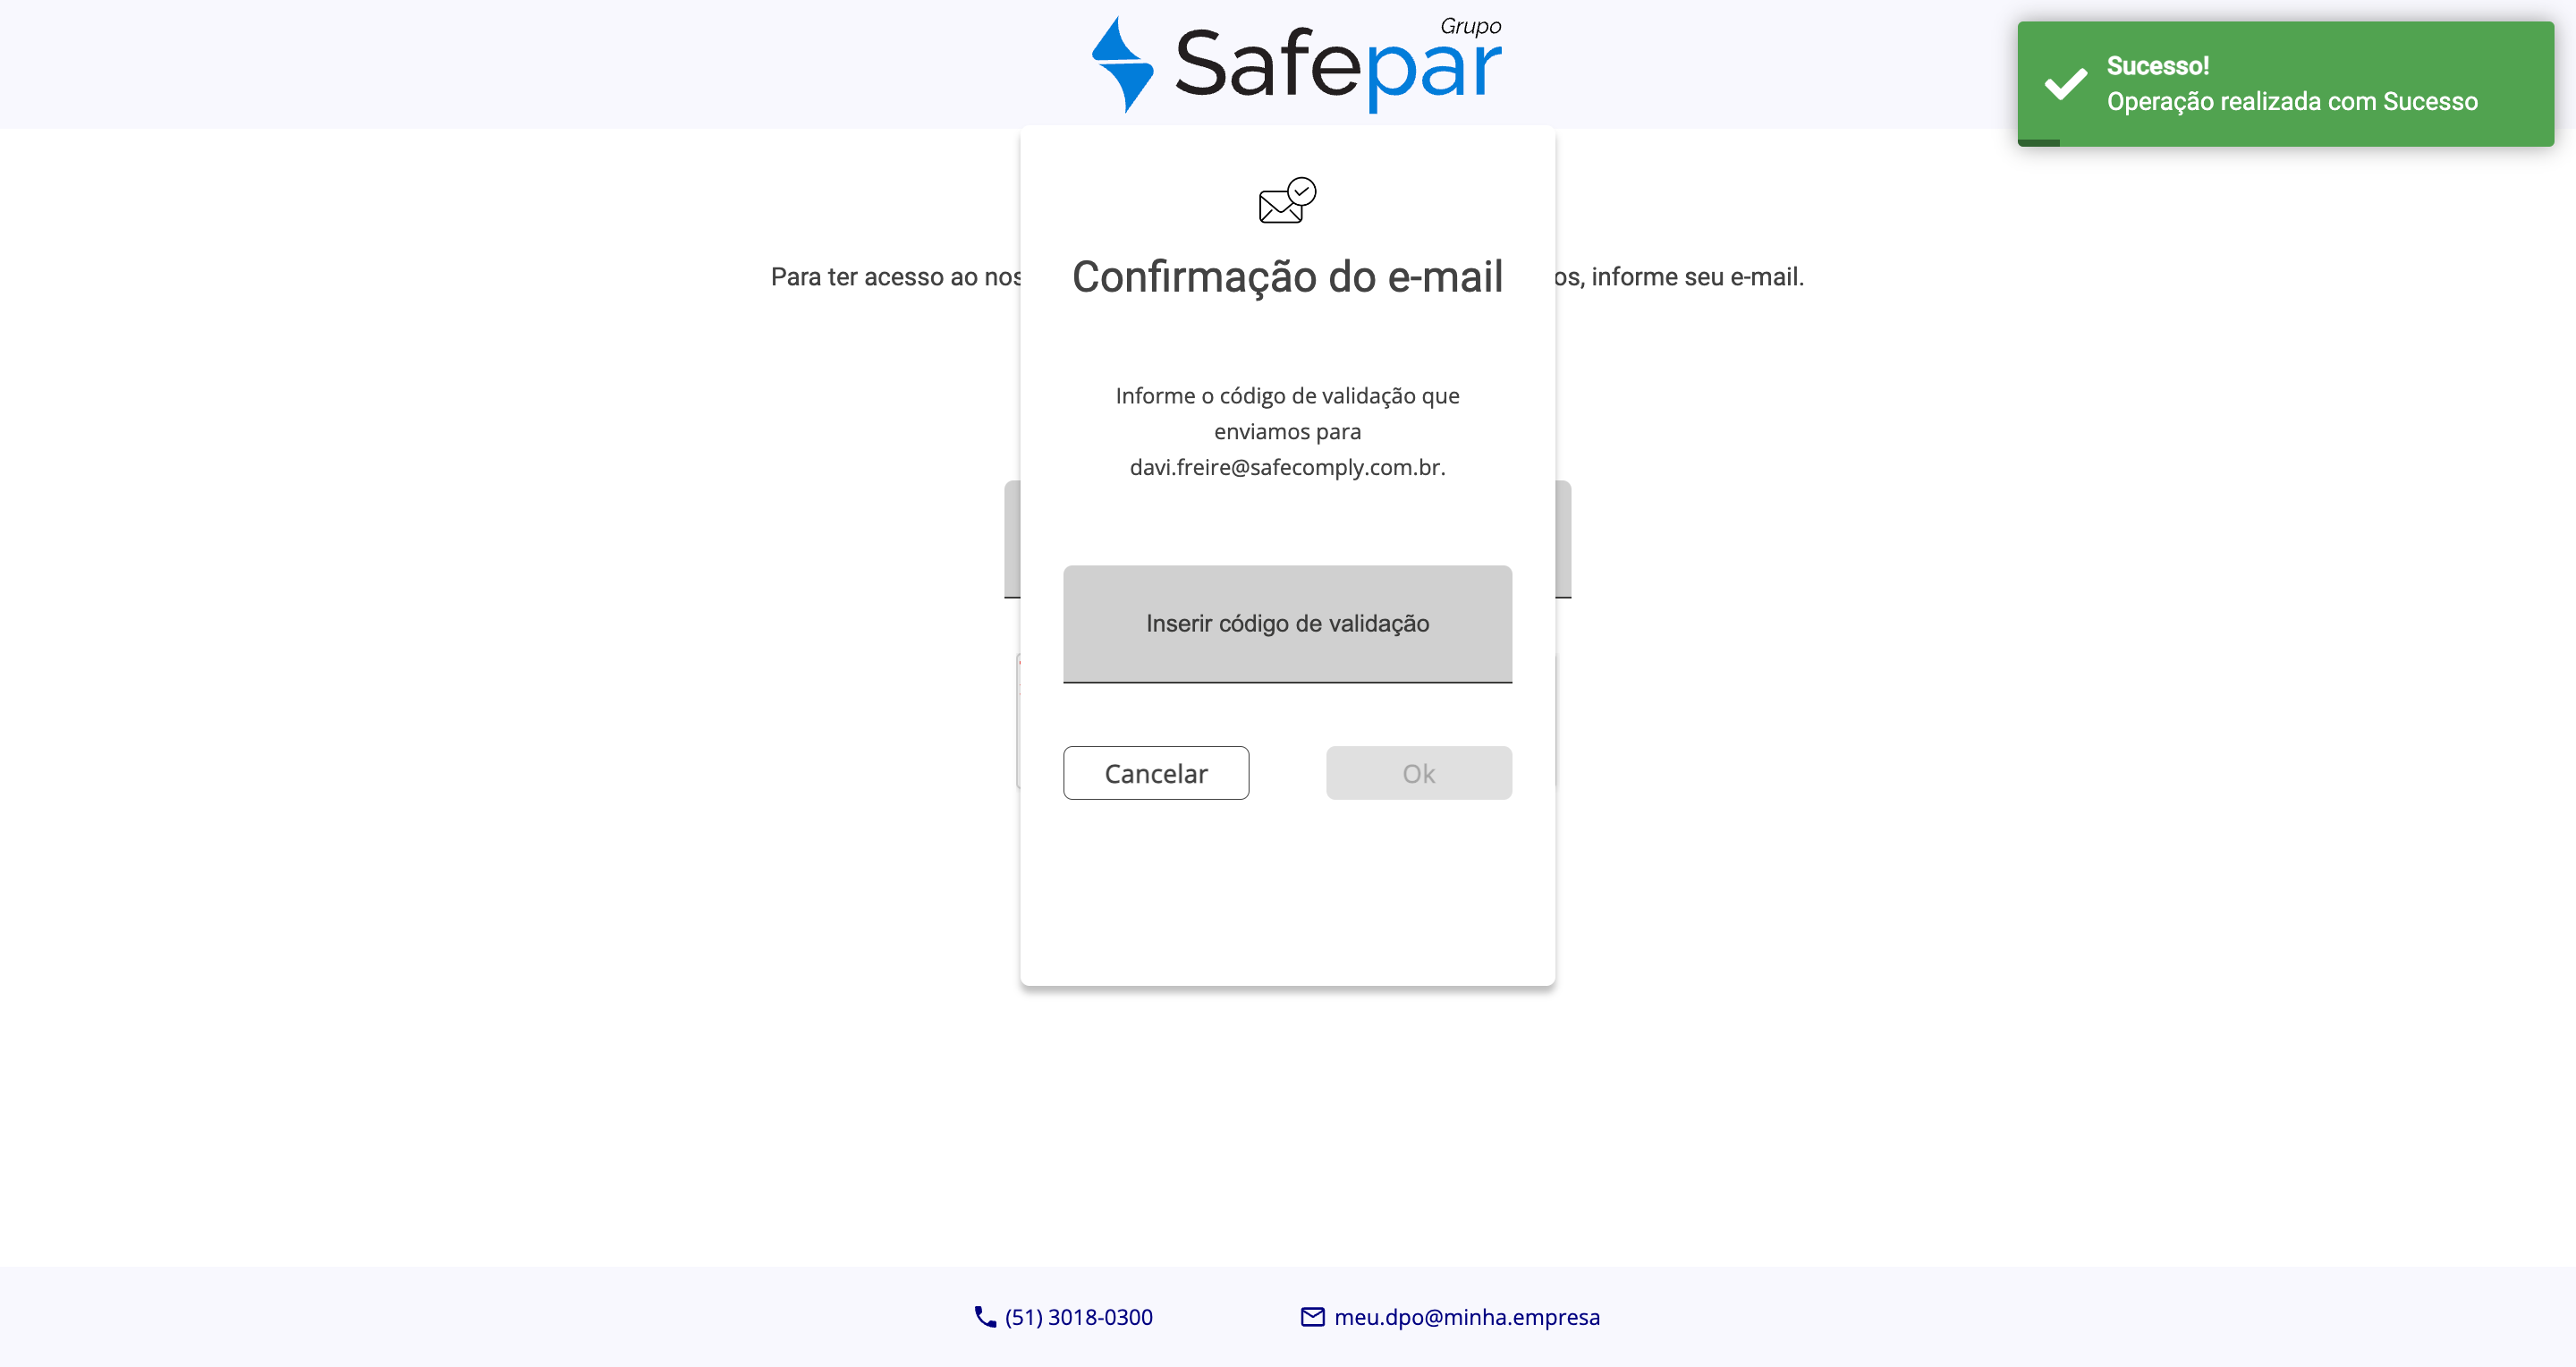 Grupo
Safepar
Sucesso!
Operação realizada com Sucesso
Confirmação do e-mail
Para ter acesso ao nos
os, informe seu e-mail.
Informe o código de validação que
enviamos para
davi.freire@safecomply.com.br.
Inserir código de validação
Cancelar
Ok
(51) 3018-0300
meu.dpo@minha.empresa